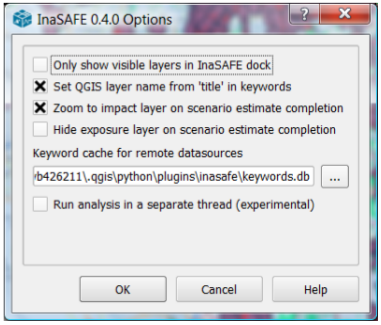 InaSAFE 0.4.0 Options
Only show visible layers in InaSAFE dock
Set QGIS layer name from 'title' in keywords
Zoom to impact layer on scenario estimate completion
Hide exposure layer on scenario estimate completion
Keyword cache for remote datasources
b426211\.qgis\python\plugins\inasafe\keywords.db ...
Run analysis in a separate thread (experimental)
OK Cancel Help